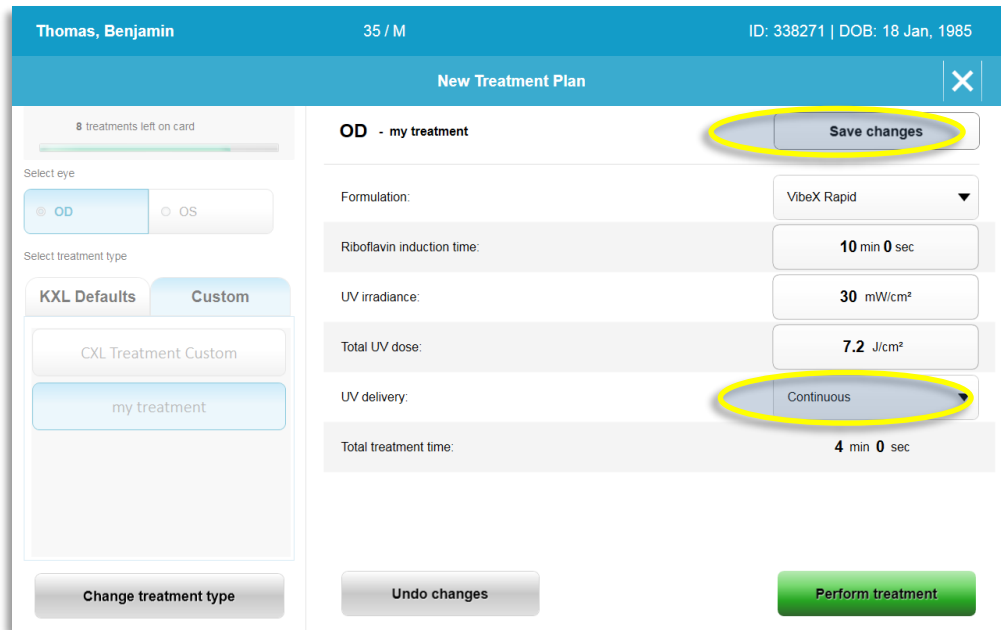 Thomas, Benjamin 35 / M ID: 338271 | DOB: 18 Jan, 1985
New Treatment Plan
8 treatments left on card
Select eye
OD OS
Select treatment type
KXL Defaults Custom
CXL Treatment Custom
my treatment
Change treatment type
OD - my treatment Save changes
Formulation: VibeX Rapid
Riboflavin induction time: 10 min 0 sec
UV irradiance: 30 mW/cm²
Total UV dose: 7.2 J/cm²
UV delivery: Continuous
Total treatment time: 4 min 0 sec
Undo changes Perform treatment